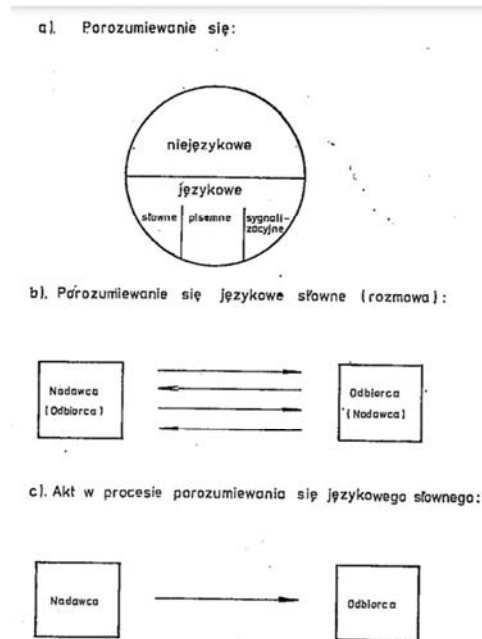 a). Porozumiewanie się:
niejęzykowe
językowe
słowne pisemne sygnali-
zacyjne
b). Porozumiewanie się językowe słowne (rozmowa):
Nadawca
(Odbiorca)
Odbiorca
(Nadawca)
c). Akt w procesie porozumiewania się językowego słownego:
Nadawca
Odbiorca